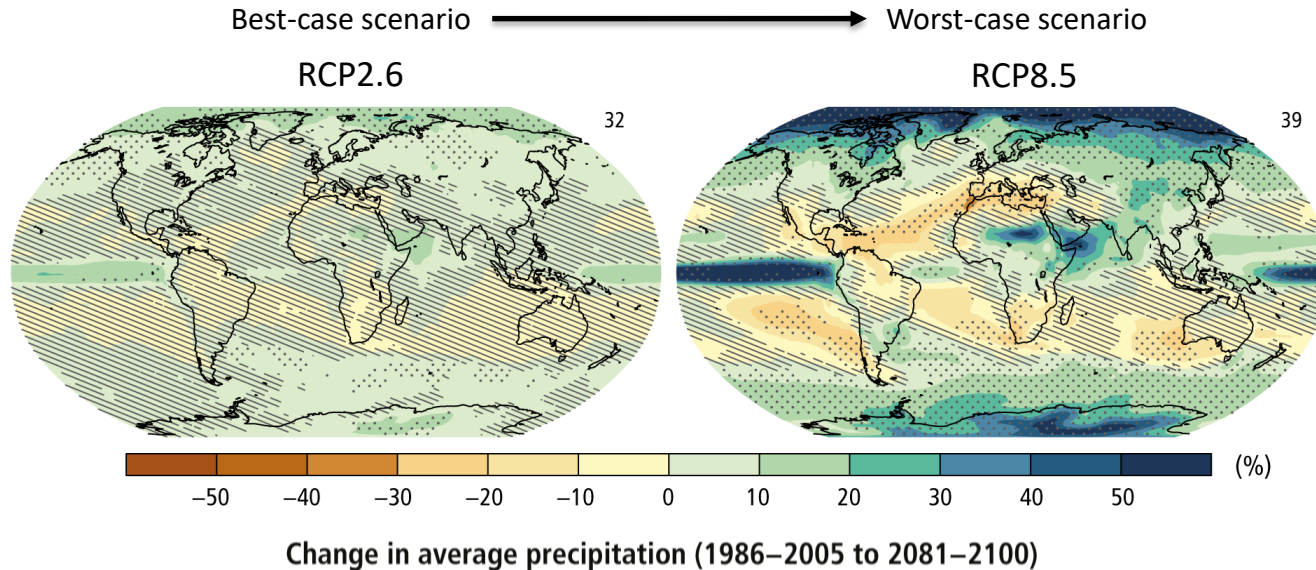 Best-case scenario Worst-case scenario
RCP2.6 RCP8.5
32 39
−50 −40 −30 −20 −10 0 10 20 30 40 50 (%)
Change in average precipitation (1986–2005 to 2081–2100)